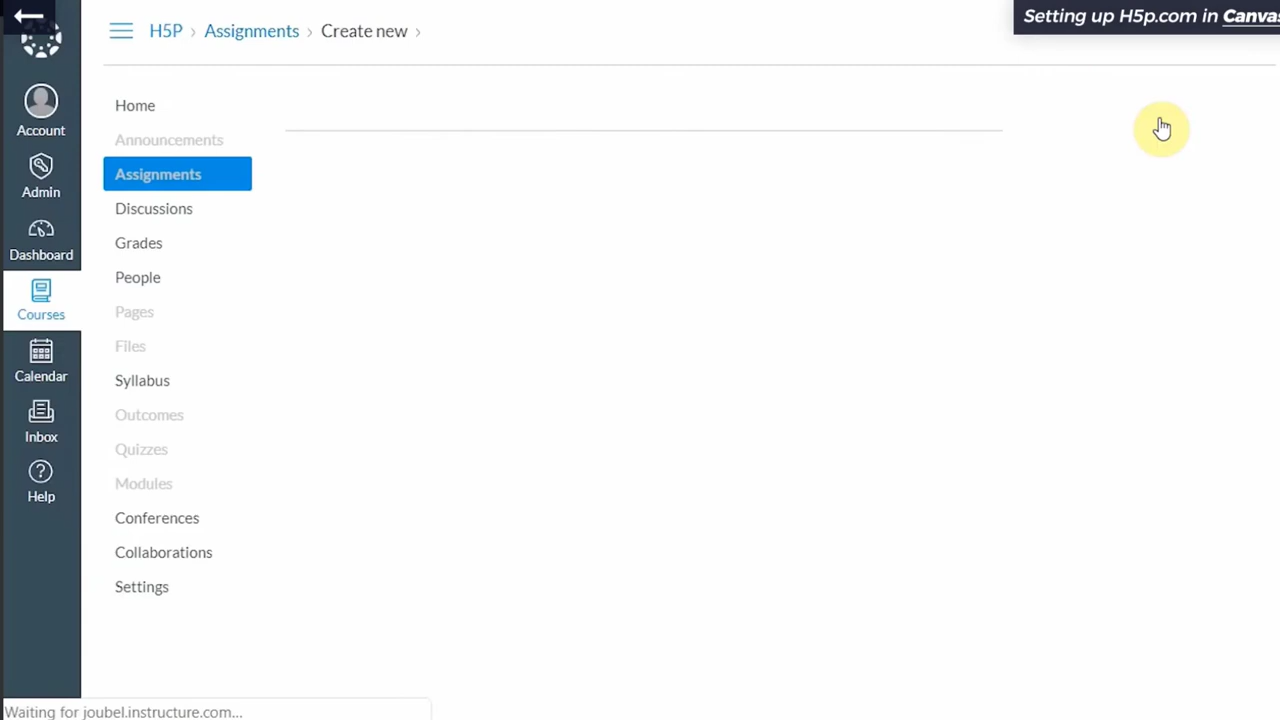 Setting up H5p.com in Canvas
H5P › Assignments › Create new ›
Account
Admin
Dashboard
Courses
Calendar
Inbox
Help
Home
Announcements
Assignments
Discussions
Grades
People
Pages
Files
Syllabus
Outcomes
Quizzes
Modules
Conferences
Collaborations
Settings
Waiting for joubel.instructure.com...